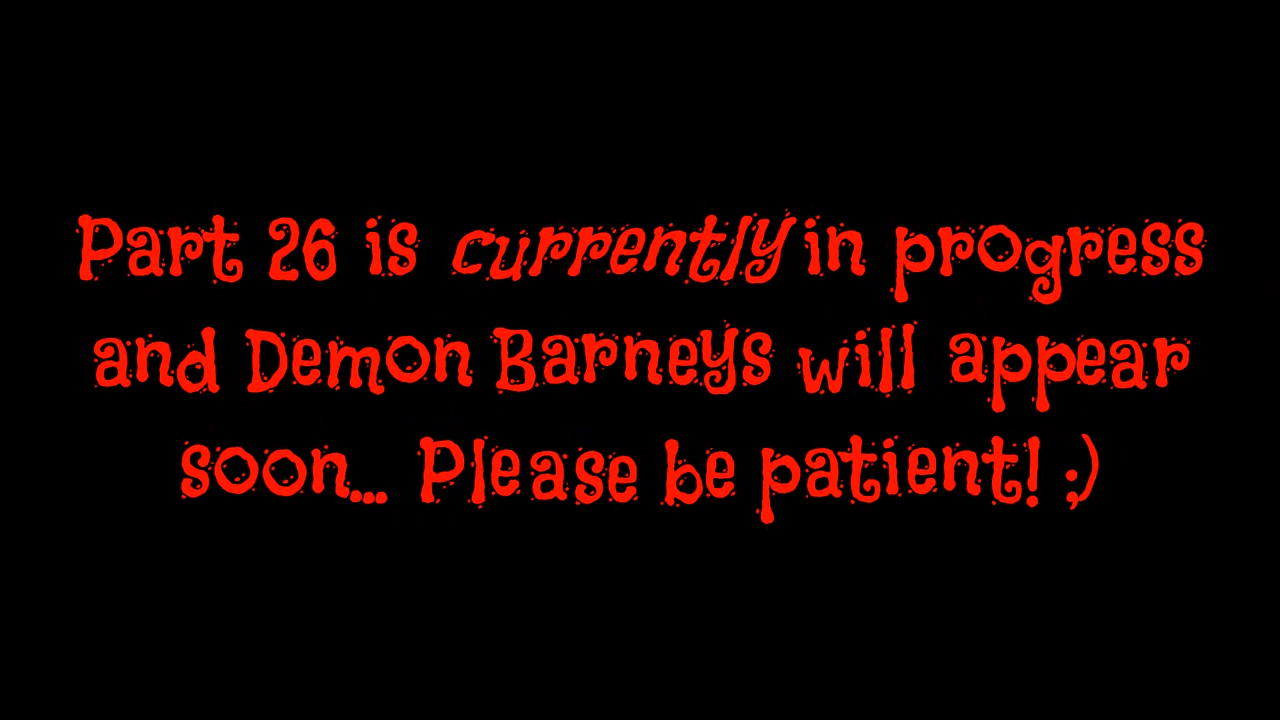 Part 26 is currently in progress
and Demon Barneys will appear
soon... Please be patient! ;)